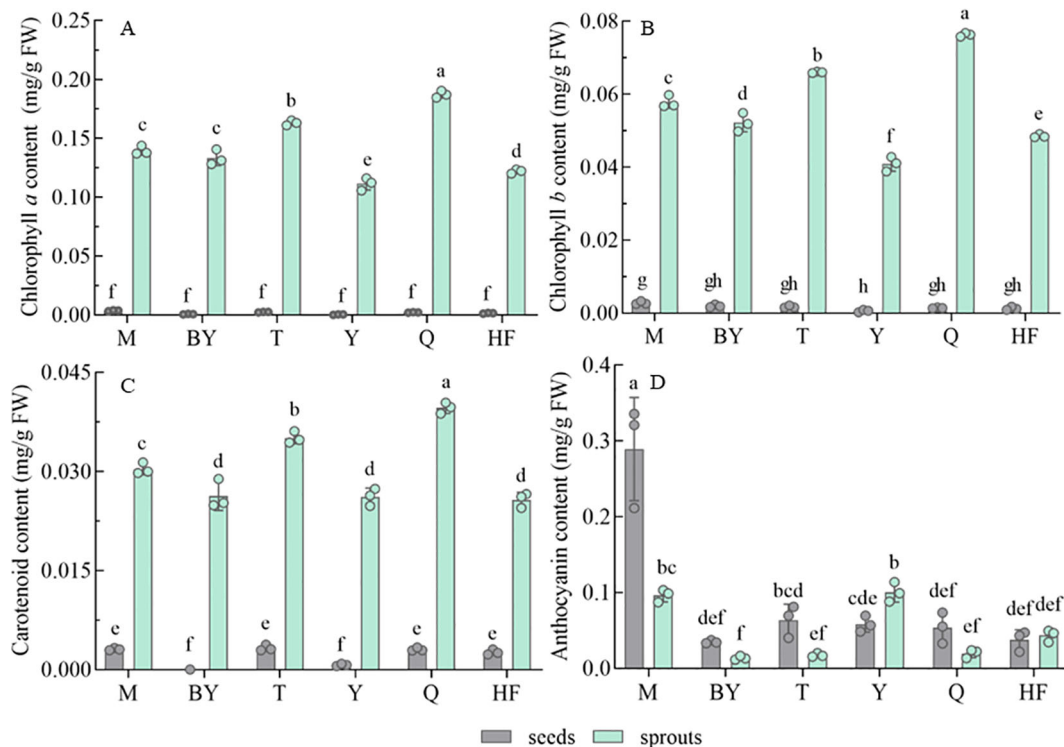 A
Chlorophyll a content (mg/g FW)
0.25
0.20
0.15
0.10
0.05
0.00
f c f c f b f e f a f d
M BY T Y Q HF
B
Chlorophyll b content (mg/g FW)
0.08
0.06
0.04
0.02
0.00
g c gh d gh b h f gh a gh e
M BY T Y Q HF
C
Carotenoid content (mg/g FW)
0.045
0.030
0.015
0.000
e c f d e b f d e a e d
M BY T Y Q HF
D
Anthocyanin content (mg/g FW)
0.4
0.3
0.2
0.1
0.0
a bc def f bcd ef cde b def ef def def
M BY T Y Q HF
seeds sprouts